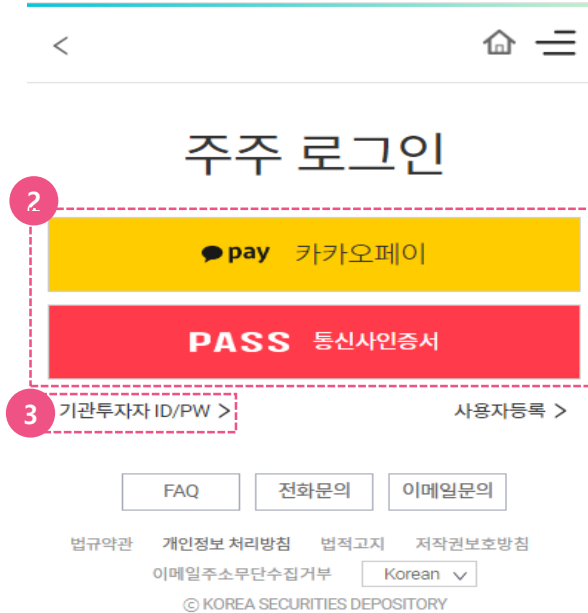 주주 로그인
2
pay 카카오페이
PASS 통신사인증서
3 기관투자자 ID/PW > 사용자등록 >
FAQ 전화문의 이메일문의
법규약관 개인정보 처리방침 법적고지 저작권보호방침
이메일주소무단수집거부 Korean
© KOREA SECURITIES DEPOSITORY